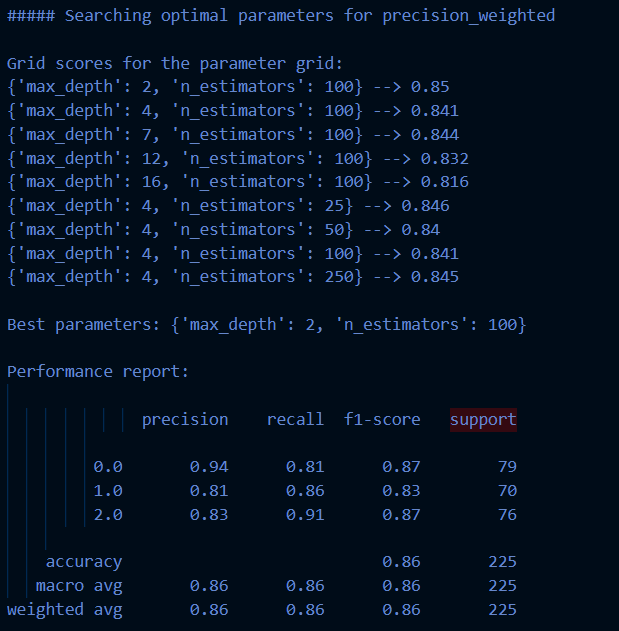 ##### Searching optimal parameters for precision_weighted
Grid scores for the parameter grid:
{'max_depth': 2, 'n_estimators': 100} --> 0.85
{'max_depth': 4, 'n_estimators': 100} --> 0.841
{'max_depth': 7, 'n_estimators': 100} --> 0.844
{'max_depth': 12, 'n_estimators': 100} --> 0.832
{'max_depth': 16, 'n_estimators': 100} --> 0.816
{'max_depth': 4, 'n_estimators': 25} --> 0.846
{'max_depth': 4, 'n_estimators': 50} --> 0.84
{'max_depth': 4, 'n_estimators': 100} --> 0.841
{'max_depth': 4, 'n_estimators': 250} --> 0.845
Best parameters: {'max_depth': 2, 'n_estimators': 100}
Performance report:
precision recall f1-score support
0.0 0.94 0.81 0.87 79
1.0 0.81 0.86 0.83 70
2.0 0.83 0.91 0.87 76
accuracy 0.86 225
macro avg 0.86 0.86 0.86 225
weighted avg 0.86 0.86 0.86 225